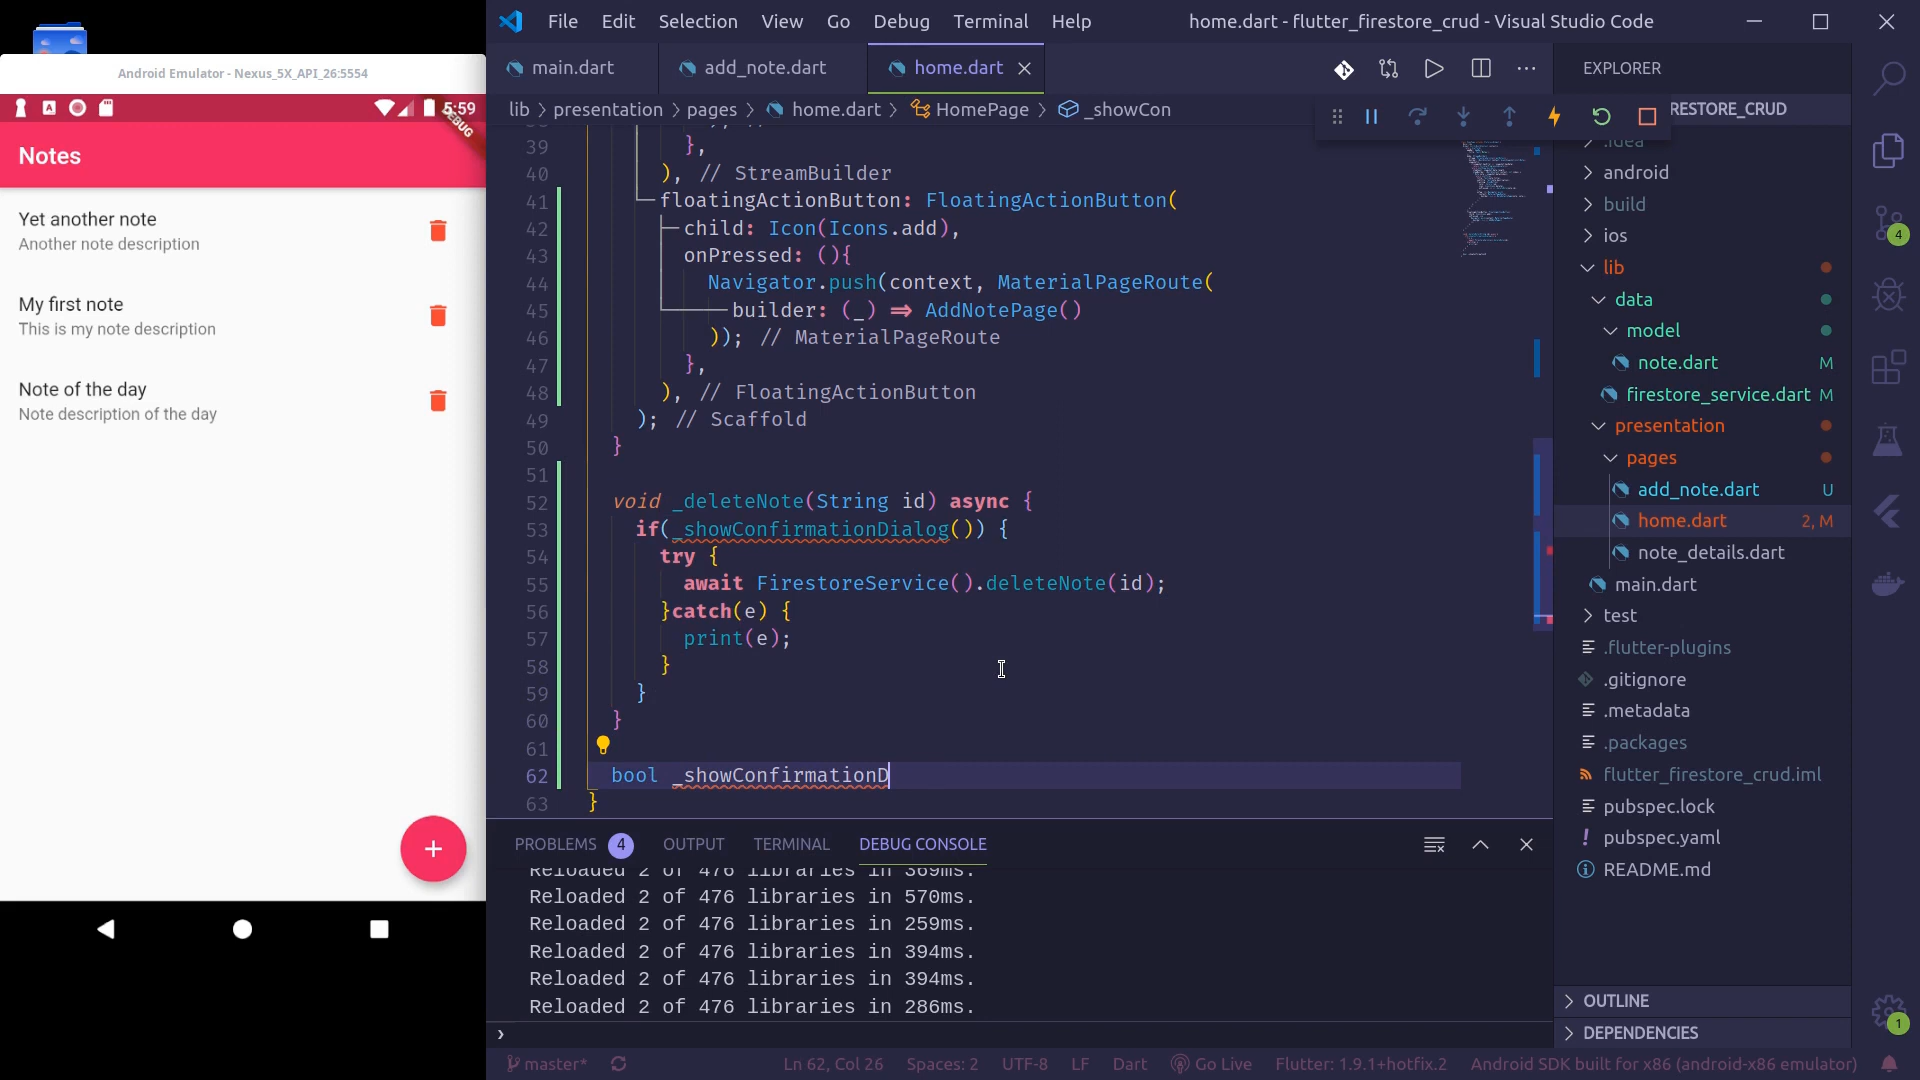 Android Emulator - Nexus_5X_API_26:5554
5:59
DEBUG
Notes
Yet another note
Another note description
My first note
This is my note description
Note of the day
Note description of the day
File Edit Selection View Go Debug Terminal Help
home.dart - flutter_firestore_crud - Visual Studio Code
main.dart
add_note.dart
home.dart
lib > presentation > pages > home.dart > HomePage > _showCon
39 },
40 ), // StreamBuilder
41 floatingActionButton: FloatingActionButton(
42 child: Icon(Icons.add),
43 onPressed: (){
44 Navigator.push(context, MaterialPageRoute(
45 builder: (_) => AddNotePage()
46 )); // MaterialPageRoute
47 },
48 ), // FloatingActionButton
49 ); // Scaffold
50 }
51
52 void _deleteNote(String id) async {
53 if(_showConfirmationDialog()) {
54 try {
55 await FirestoreService().deleteNote(id);
56 }catch(e) {
57 print(e);
58 }
59 }
60 }
61
62 bool _showConfirmationD
63 }
PROBLEMS 4 OUTPUT TERMINAL DEBUG CONSOLE
Reloaded 2 of 476 libraries in 369ms.
Reloaded 2 of 476 libraries in 570ms.
Reloaded 2 of 476 libraries in 259ms.
Reloaded 2 of 476 libraries in 394ms.
Reloaded 2 of 476 libraries in 394ms.
Reloaded 2 of 476 libraries in 286ms.
EXPLORER
RESTORE_CRUD
.idea
android
build
ios
lib
data
model
note.dart M
firestore_service.dart M
presentation
pages
add_note.dart U
home.dart 2, M
note_details.dart
main.dart
test
.flutter-plugins
.gitignore
.metadata
.packages
flutter_firestore_crud.iml
pubspec.lock
pubspec.yaml
README.md
OUTLINE
DEPENDENCIES
4
1
master* Ln 62, Col 26 Spaces: 2 UTF-8 LF Dart Go Live Flutter: 1.9.1+hotfix.2 Android SDK built for x86 (android-x86 emulator)